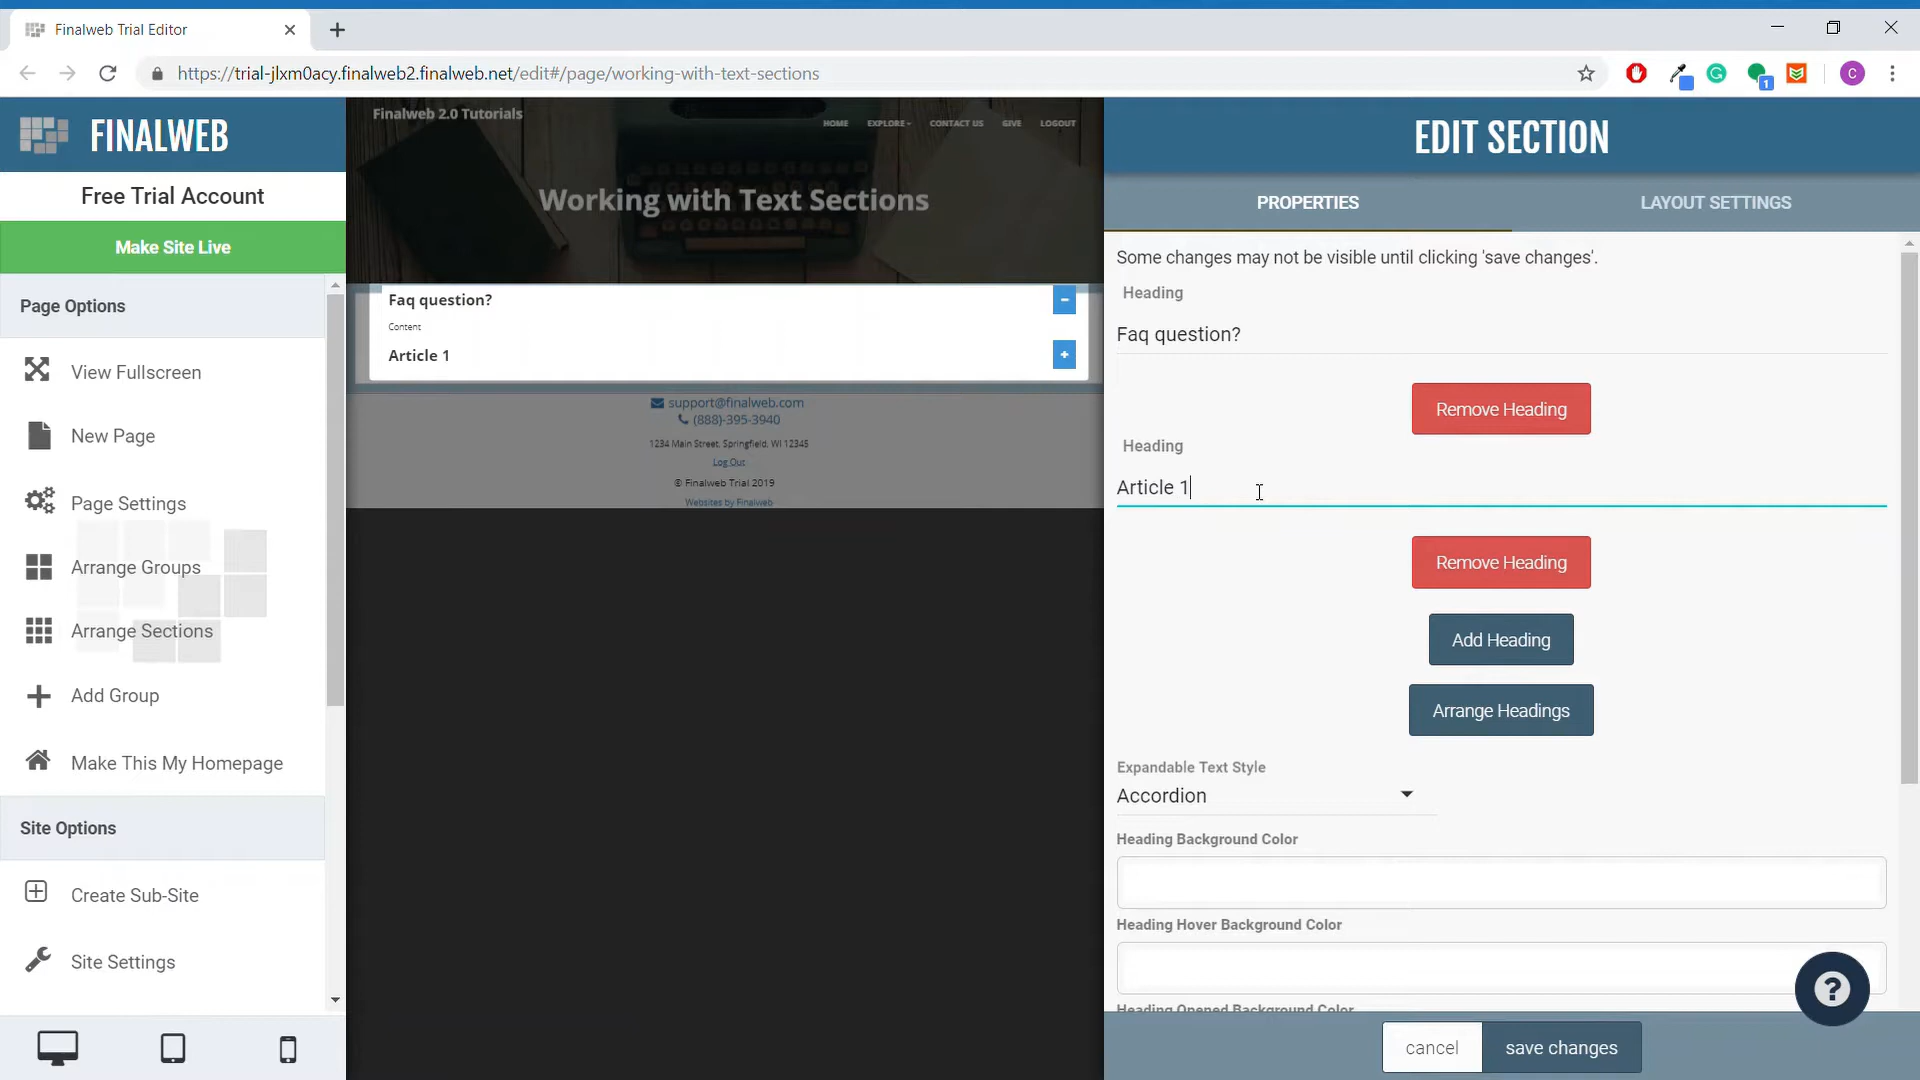 Finalweb Trial Editor
https://trial-jlxm0acy.finalweb2.finalweb.net/edit#/page/working-with-text-sections
1
C
FINALWEB
Free Trial Account
Make Site Live
Page Options
View Fullscreen
New Page
Page Settings
Arrange Groups
Arrange Sections
Add Group
Make This My Homepage
Site Options
Create Sub-Site
Site Settings
Finalweb 2.0 Tutorials
HOME EXPLORE CONTACT US GIVE LOGOUT
Working with Text Sections
Faq question?
Content
Article 1
support@finalweb.com
(888)-395-3940
1234 Main Street, Springfield, WI 12345
Log Out
© Finalweb Trial 2019
Websites by Finalweb
EDIT SECTION
PROPERTIES LAYOUT SETTINGS
Some changes may not be visible until clicking 'save changes'.
Heading
Faq question?
Remove Heading
Heading
Article 1
Remove Heading
Add Heading
Arrange Headings
Expandable Text Style
Accordion
Heading Background Color
Heading Hover Background Color
Heading Opened Background Color
?
cancel save changes